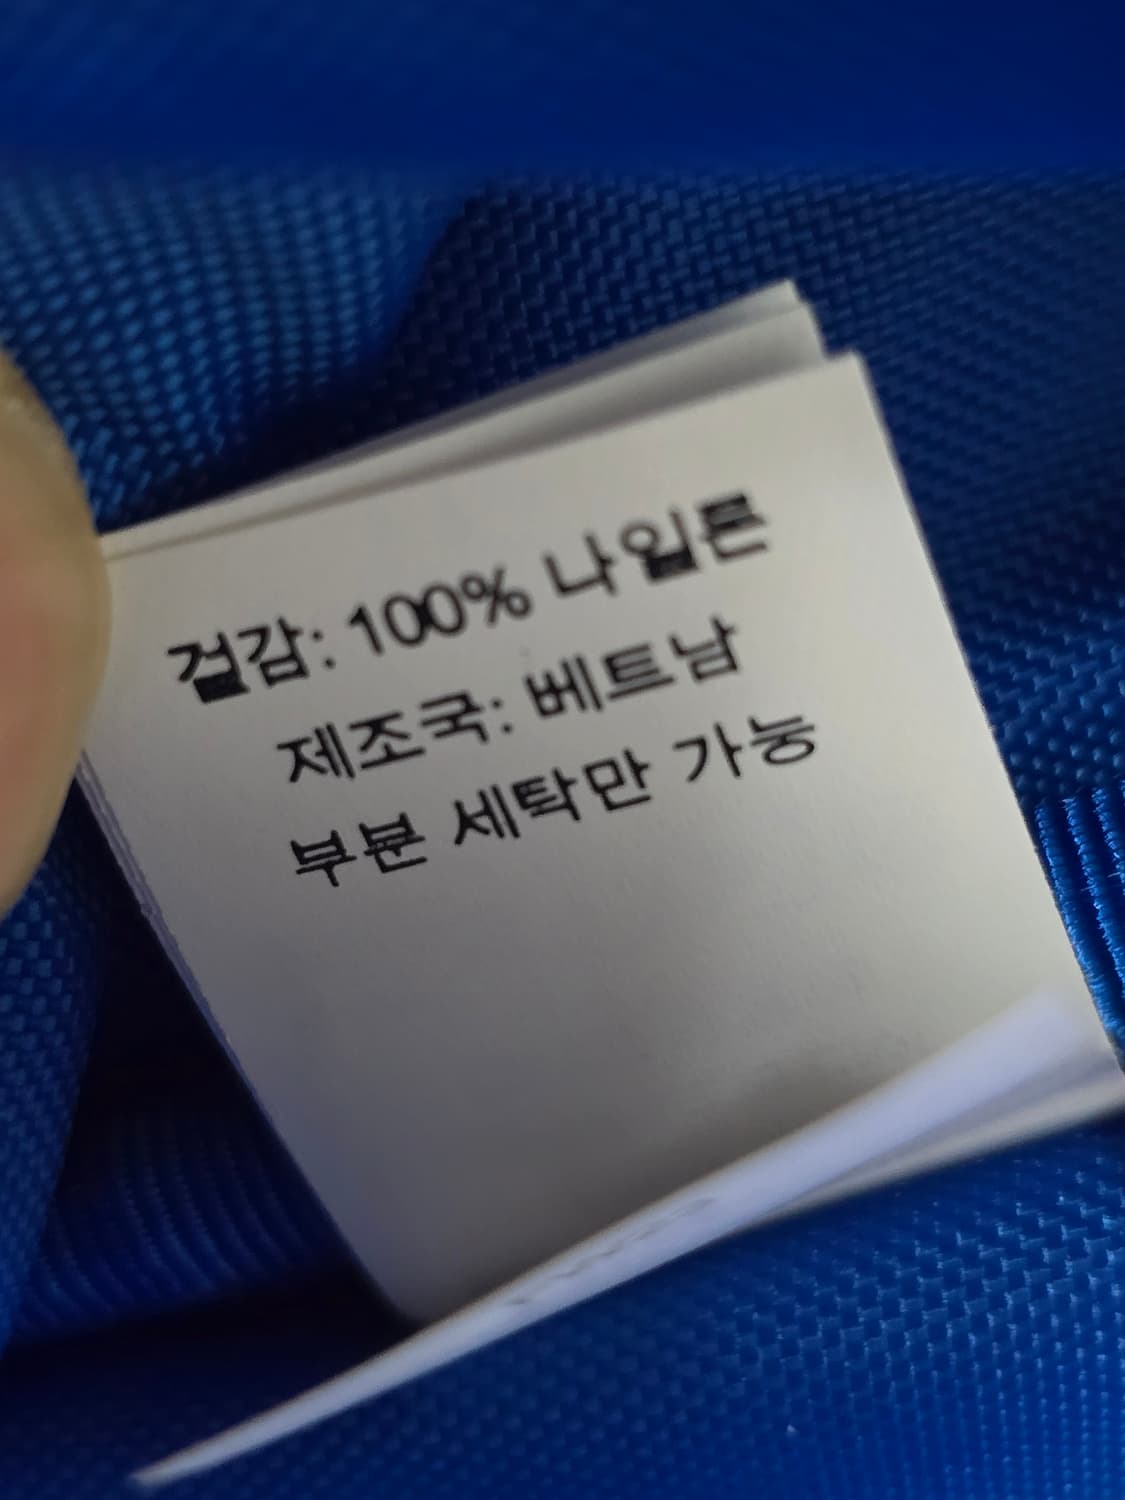 겉감: 100% 나일론
제조국: 베트남
부분 세탁만 가능